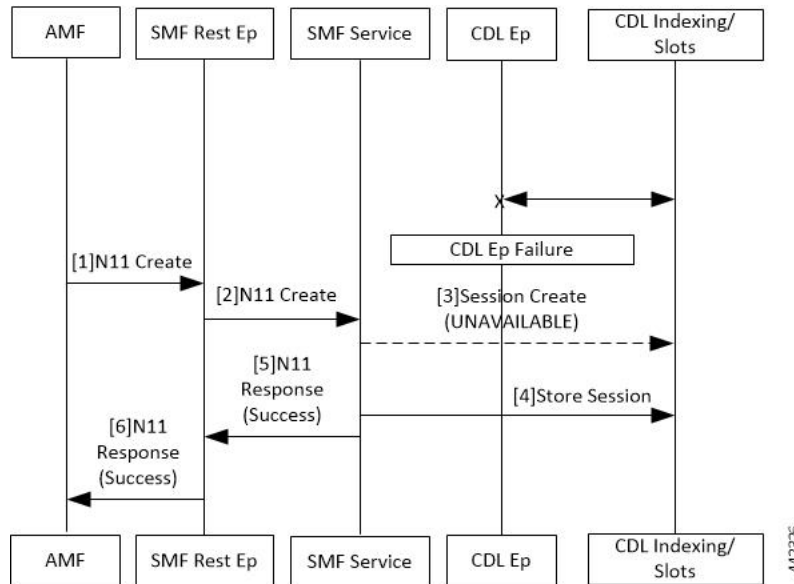 AMF
SMF Rest Ep
SMF Service
CDL Ep
CDL Indexing/
Slots
X
CDL Ep Failure
[1]N11 Create
[2]N11 Create
[3]Session Create
(UNAVAILABLE)
[5]N11
Response
(Success)
[4]Store Session
[6]N11
Response
(Success)
AMF
SMF Rest Ep
SMF Service
CDL Ep
CDL Indexing/
Slots